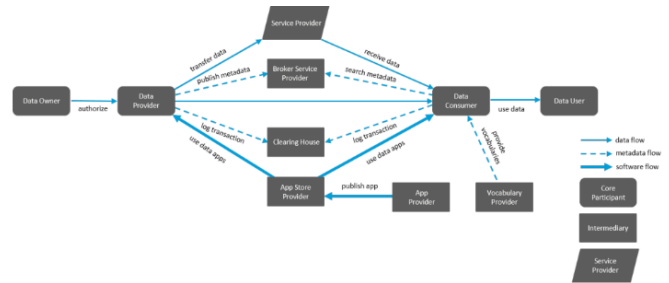 Service Provider
transfer data
receive data
publish metadata
search metadata
Broker Service
Provider
Data Owner
authorize
Data
Provider
Data
Consumer
use data
Data User
log transaction
log transaction
Clearing House
use data apps
use data apps
provide
vocabularies
App Store
Provider
publish app
App
Provider
Vocabulary
Provider
data flow
metadata flow
software flow
Core
Participant
Intermediary
Service
Provider